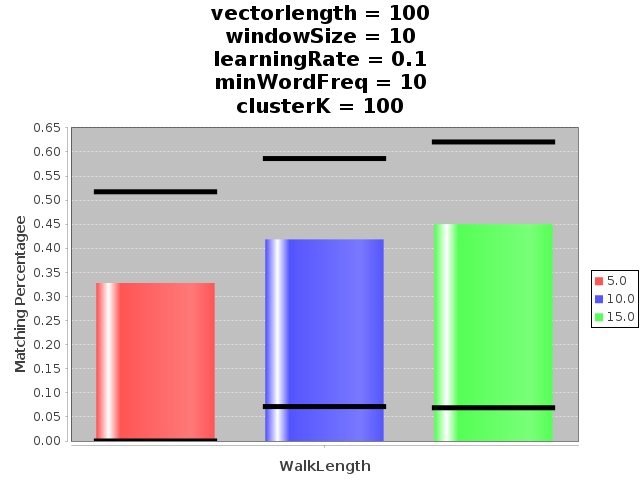 vectorlength = 100
windowSize = 10
learningRate = 0.1
minWordFreq = 10
clusterK = 100
0.65
0.60
0.55
0.50
0.45
0.40
0.35
0.30
0.25
0.20
0.15
0.10
0.05
0.00
Matching Percentagee
WalkLength
5.0
10.0
15.0